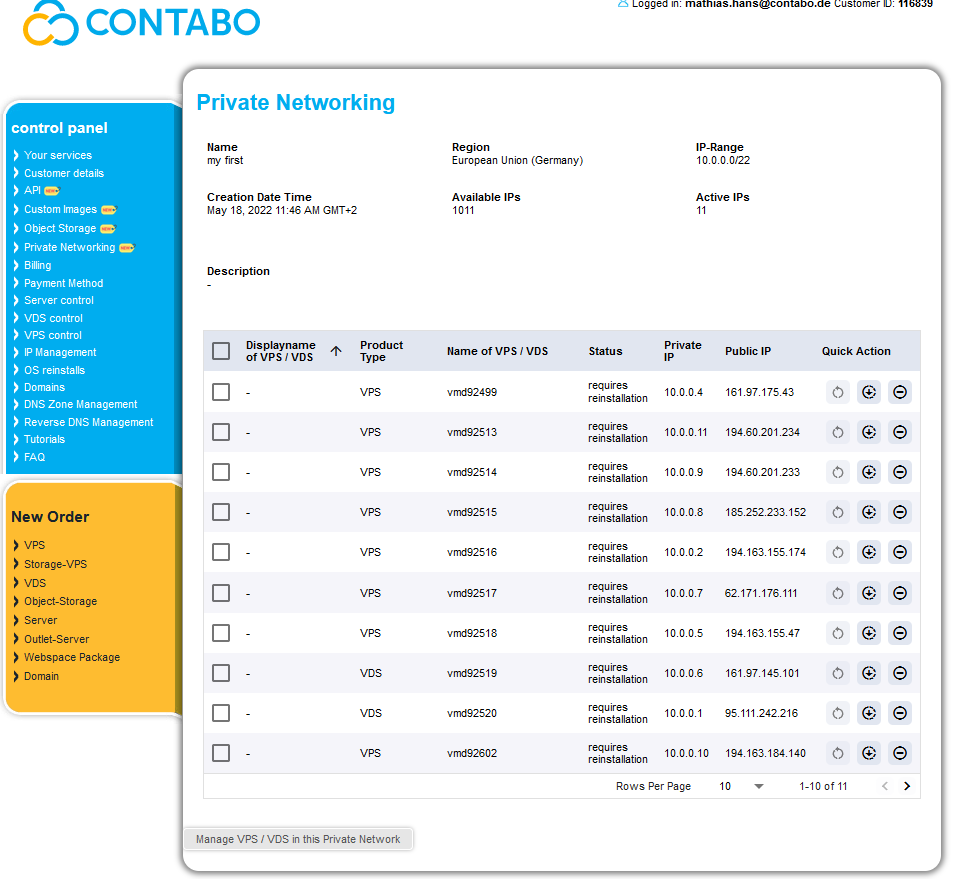 CONTABO
Logged in: mathias.hans@contabo.de Customer ID: 116839
control panel
Your services
Customer details
API NEW
Custom Images NEW
Object Storage NEW
Private Networking NEW
Billing
Payment Method
Server control
VDS control
VPS control
IP Management
OS reinstalls
Domains
DNS Zone Management
Reverse DNS Management
Tutorials
FAQ
New Order
VPS
Storage-VPS
VDS
Object-Storage
Server
Outlet-Server
Webspace Package
Domain
Private Networking
Name Region IP-Range
my first European Union (Germany) 10.0.0.0/22
Creation Date Time Available IPs Active IPs
May 18, 2022 11:46 AM GMT+2 1011 11
Description
-
Displayname of VPS / VDS Product Type Name of VPS / VDS Status Private IP Public IP Quick Action
- VPS vmd92499 requires reinstallation 10.0.0.4 161.97.175.43
- VPS vmd92513 requires reinstallation 10.0.0.11 194.60.201.234
- VPS vmd92514 requires reinstallation 10.0.0.9 194.60.201.233
- VPS vmd92515 requires reinstallation 10.0.0.8 185.252.233.152
- VPS vmd92516 requires reinstallation 10.0.0.2 194.163.155.174
- VPS vmd92517 requires reinstallation 10.0.0.7 62.171.176.111
- VPS vmd92518 requires reinstallation 10.0.0.5 194.163.155.47
- VDS vmd92519 requires reinstallation 10.0.0.6 161.97.145.101
- VDS vmd92520 requires reinstallation 10.0.0.1 95.111.242.216
- VPS vmd92602 requires reinstallation 10.0.0.10 194.163.184.140
Rows Per Page 10 1-10 of 11
Manage VPS / VDS in this Private Network